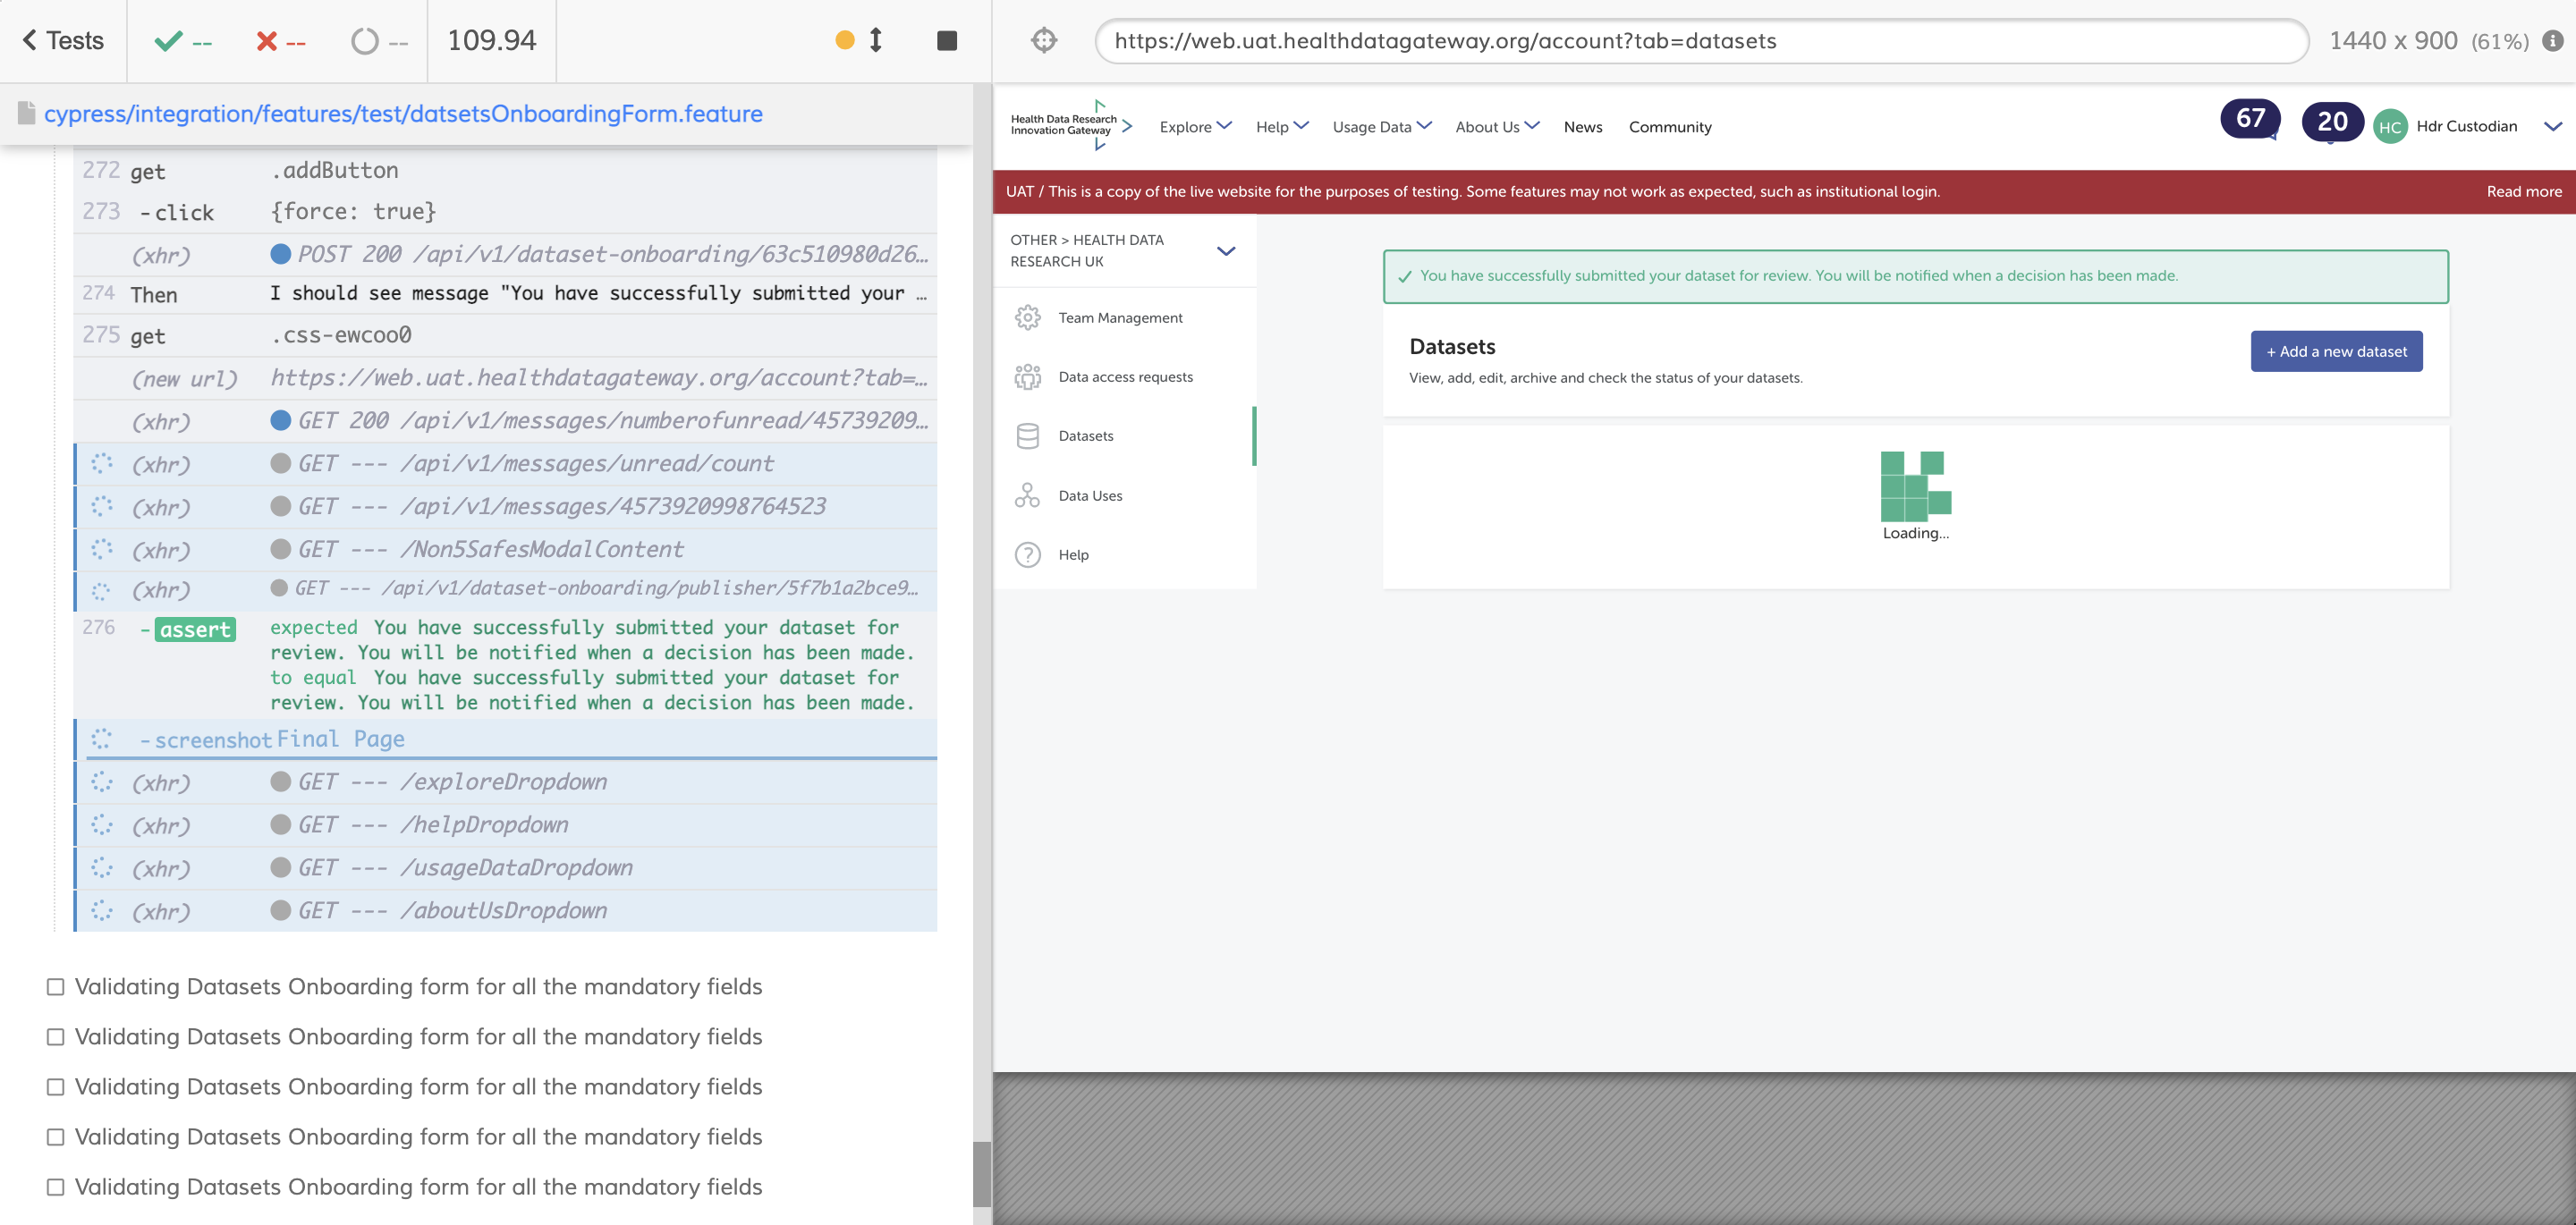 Tests -- -- -- 109.94
cypress/integration/features/test/datsetsOnboardingForm.feature
272 get .addButton
273 -click {force: true}
(xhr) POST 200 /api/v1/dataset-onboarding/63c510980d26…
274 Then I should see message "You have successfully submitted your …
275 get .css-ewcoo0
(new url) https://web.uat.healthdatagateway.org/account?tab=…
(xhr) GET 200 /api/v1/messages/numberofunread/45739209…
(xhr) GET --- /api/v1/messages/unread/count
(xhr) GET --- /api/v1/messages/4573920998764523
(xhr) GET --- /Non5SafesModalContent
(xhr) GET --- /api/v1/dataset-onboarding/publisher/5f7b1a2bce9…
276 -assert expected You have successfully submitted your dataset for
review. You will be notified when a decision has been made.
to equal You have successfully submitted your dataset for
review. You will be notified when a decision has been made.
-screenshot Final Page
(xhr) GET --- /exploreDropdown
(xhr) GET --- /helpDropdown
(xhr) GET --- /usageDataDropdown
(xhr) GET --- /aboutUsDropdown
Validating Datasets Onboarding form for all the mandatory fields
Validating Datasets Onboarding form for all the mandatory fields
Validating Datasets Onboarding form for all the mandatory fields
Validating Datasets Onboarding form for all the mandatory fields
Validating Datasets Onboarding form for all the mandatory fields
https://web.uat.healthdatagateway.org/account?tab=datasets
1440 x 900 (61%)
Health Data Research
Innovation Gateway
Explore Help Usage Data About Us News Community
67 20 HC Hdr Custodian
UAT / This is a copy of the live website for the purposes of testing. Some features may not work as expected, such as institutional login. Read more
OTHER > HEALTH DATA
RESEARCH UK
Team Management
Data access requests
Datasets
Data Uses
Help
You have successfully submitted your dataset for review. You will be notified when a decision has been made.
Datasets
View, add, edit, archive and check the status of your datasets.
+ Add a new dataset
Loading...